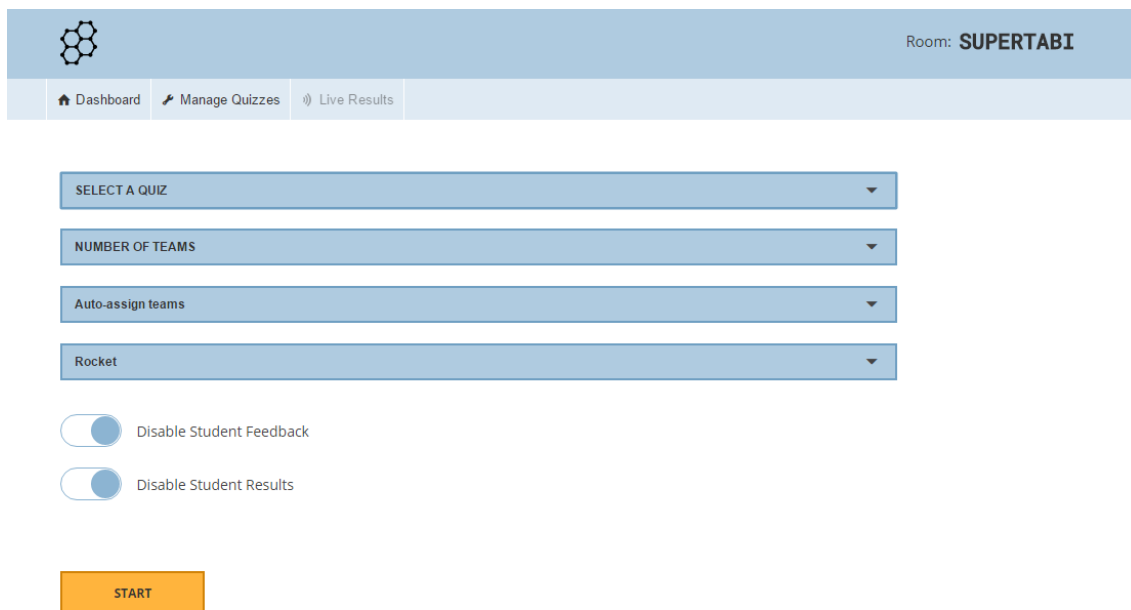 Room: SUPERTABI
Dashboard Manage Quizzes Live Results
SELECT A QUIZ
NUMBER OF TEAMS
Auto-assign teams
Rocket
Disable Student Feedback
Disable Student Results
START